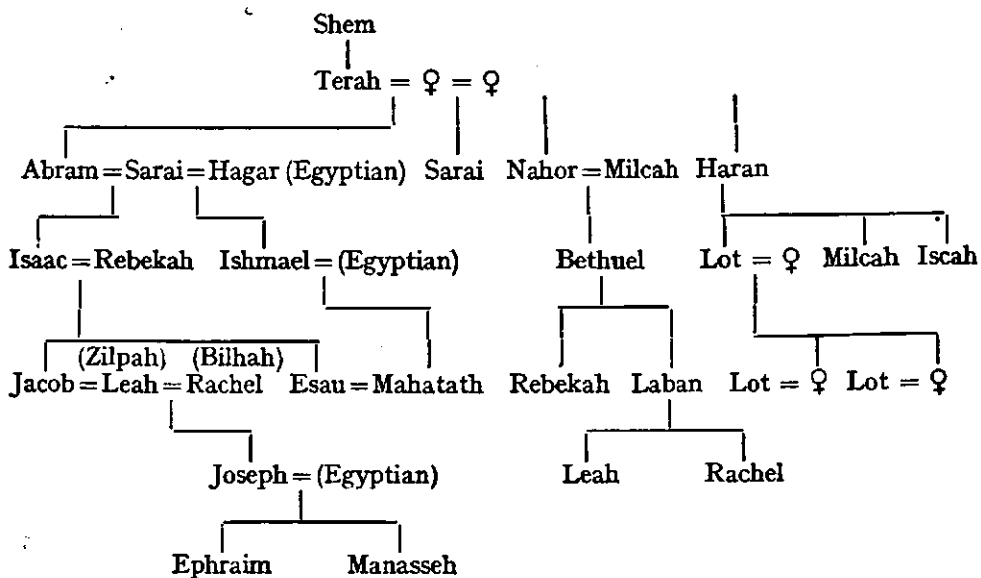 Shem
Terah = ♀ = ♀
Abram = Sarai = Hagar (Egyptian) Sarai Nahor = Milcah Haran
Isaac = Rebekah Ishmael = (Egyptian) Bethuel Lot = ♀ Milcah Iscah
(Zilpah) (Bilhah)
Jacob = Leah = Rachel Esau = Mahatath Rebekah Laban Lot = ♀ Lot = ♀
Joseph = (Egyptian) Leah Rachel
Ephraim Manasseh